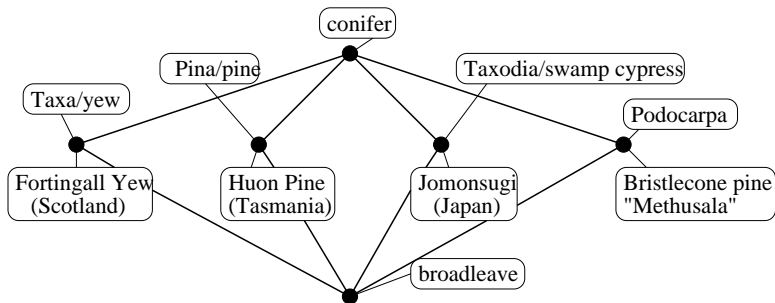 conifer
Pina/pine
Taxodia/swamp cypress
Taxa/yew
Podocarpa
Fortingall Yew
(Scotland)
Huon Pine
(Tasmania)
Jomonsugi
(Japan)
Bristlecone pine
"Methusala"
broadleave